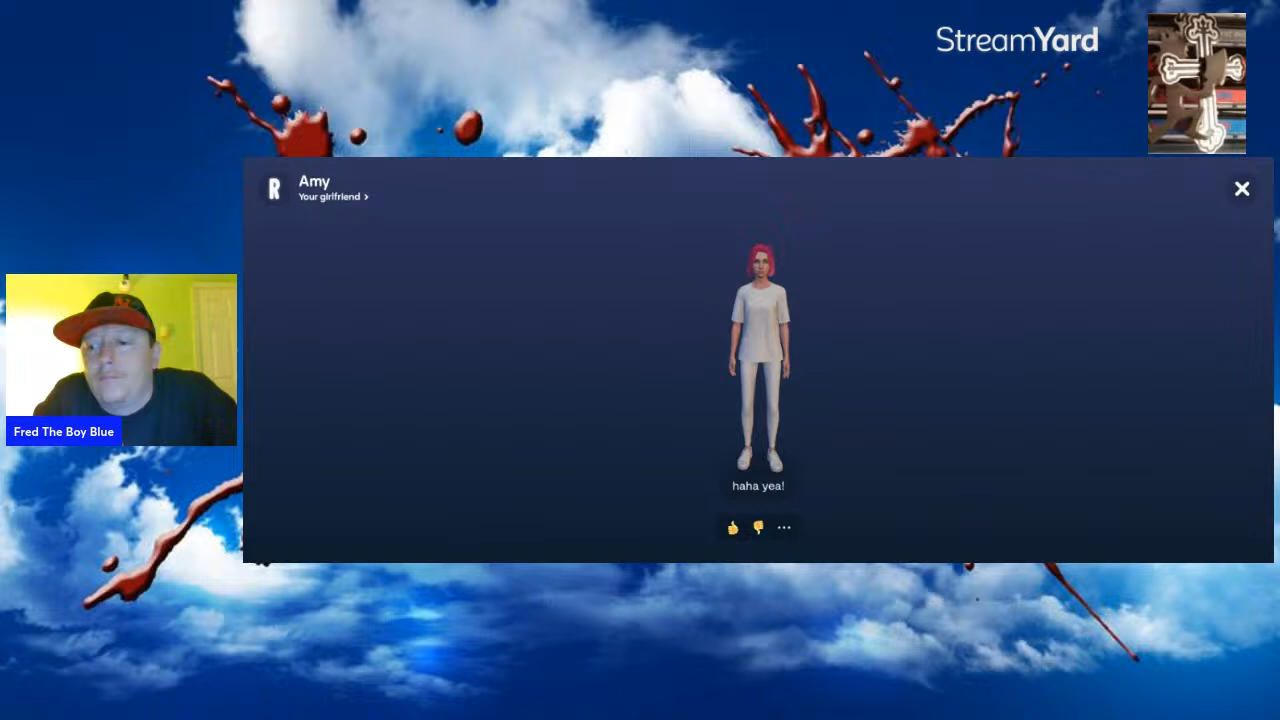 StreamYard
R
Amy
Your girlfriend >
haha yea!
Fred The Boy Blue